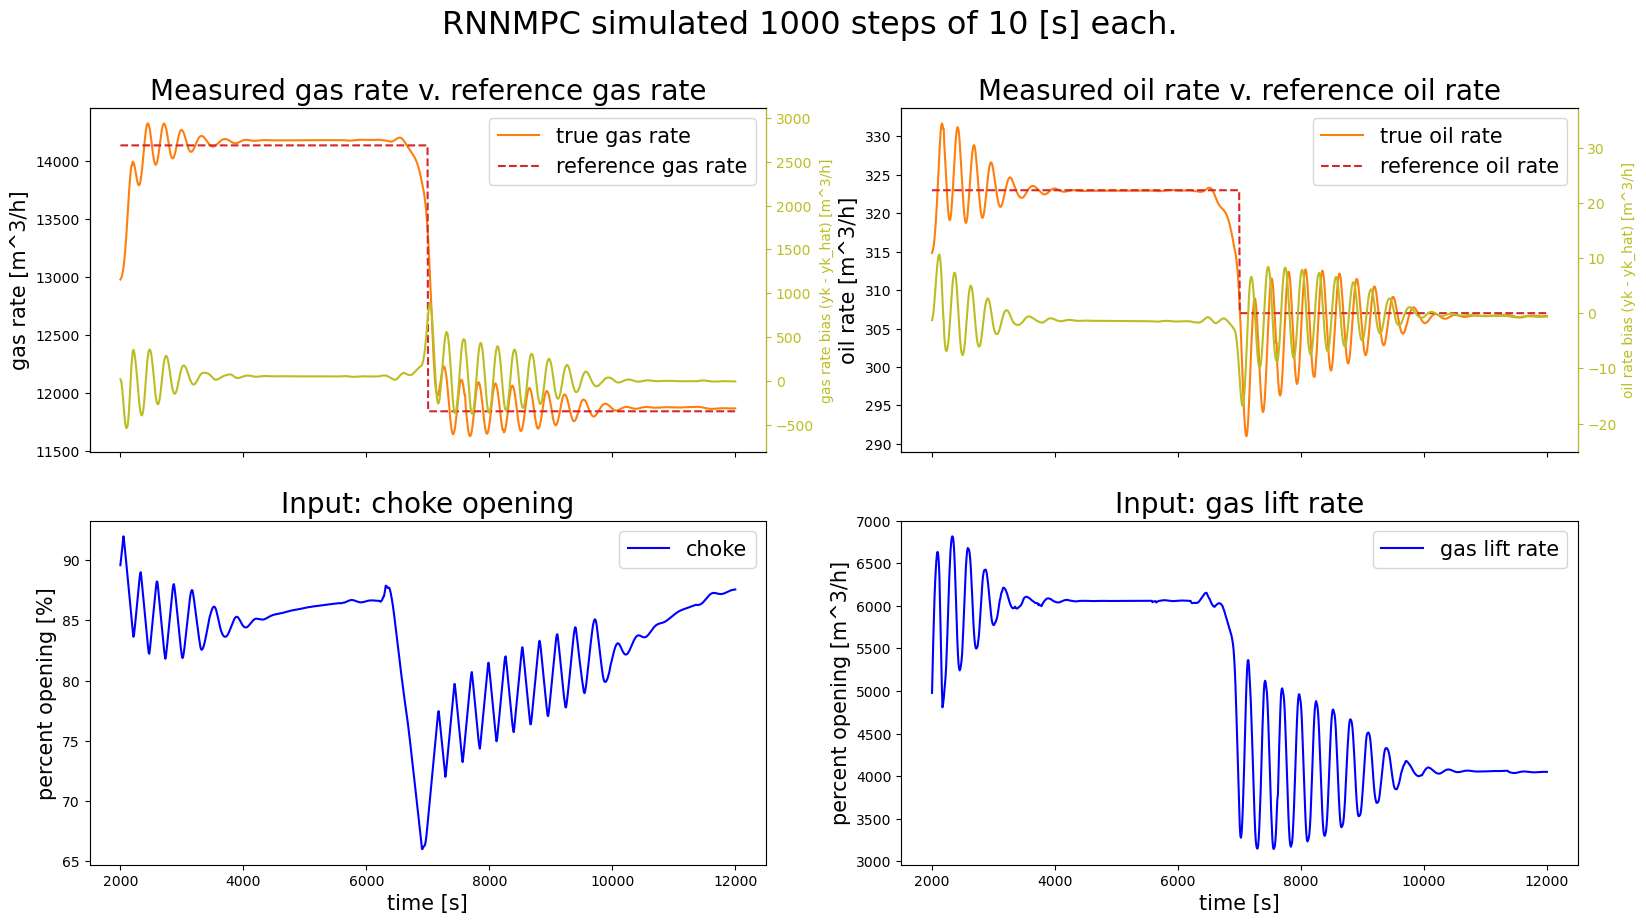 RNNMPC simulated 1000 steps of 10 [s] each.
Measured gas rate v. reference gas rate
true gas rate
reference gas rate
gas rate [m^3/h]
14000
13500
13000
12500
12000
11500
3000
2500
2000
1500
1000
500
0
−500
gas rate bias (yk - yk_hat) [m^3/h]
Measured oil rate v. reference oil rate
true oil rate
reference oil rate
oil rate [m^3/h]
330
325
320
315
310
305
300
295
290
30
20
10
0
−10
−20
oil rate bias (yk - yk_hat) [m^3/h]
Input: choke opening
choke
percent opening [%]
90
85
80
75
70
65
2000
4000
6000
8000
10000
12000
time [s]
Input: gas lift rate
gas lift rate
percent opening [m^3/h]
7000
6500
6000
5500
5000
4500
4000
3500
3000
2000
4000
6000
8000
10000
12000
time [s]